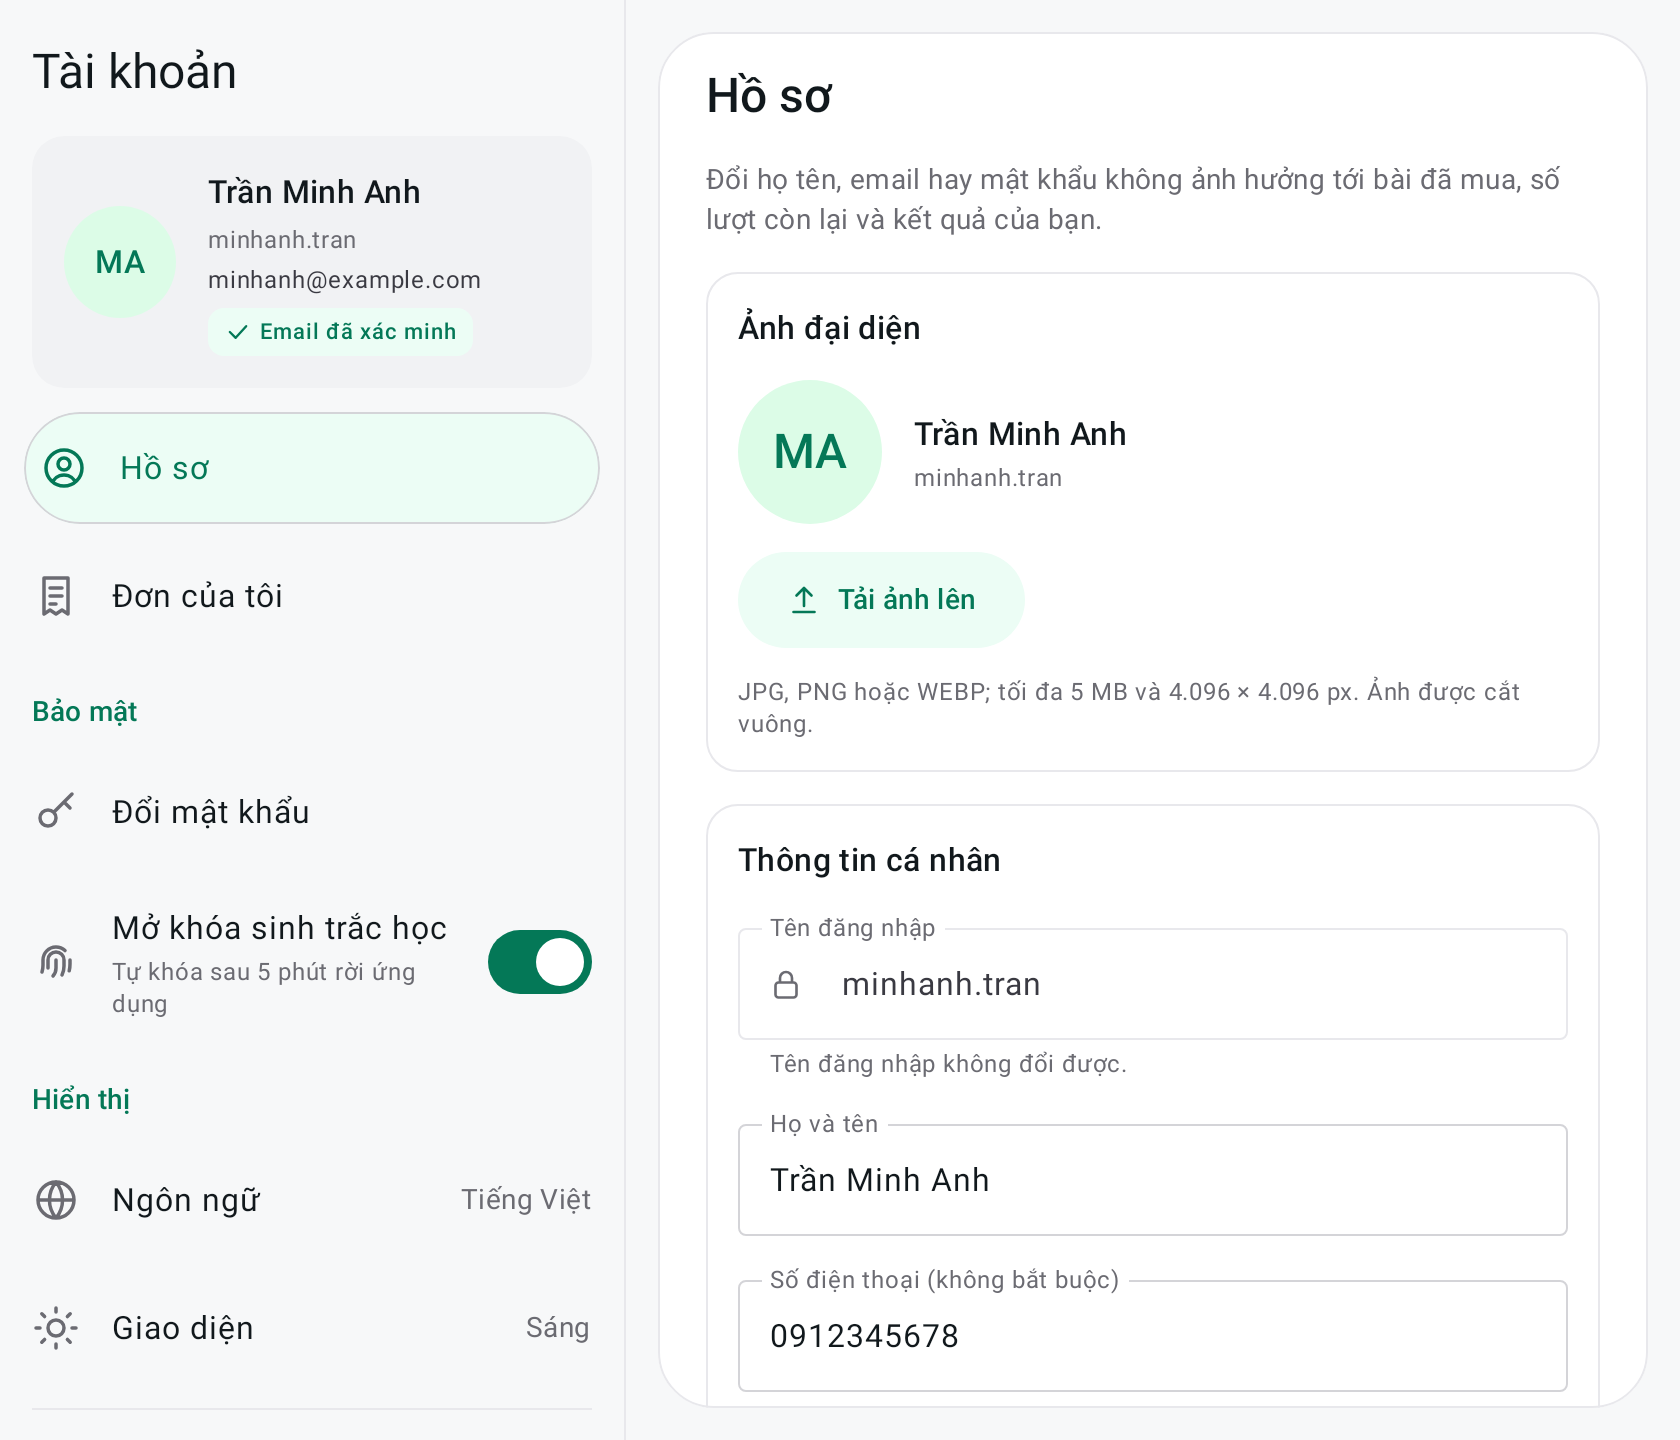 Tài khoản
MA
Trần Minh Anh
minhanh.tran
minhanh@example.com
Email đã xác minh
Hồ sơ
Đơn của tôi
Bảo mật
Đổi mật khẩu
Mở khóa sinh trắc học
Tự khóa sau 5 phút rời ứng
dụng
Hiển thị
Ngôn ngữ Tiếng Việt
Giao diện Sáng
Hồ sơ
Đổi họ tên, email hay mật khẩu không ảnh hưởng tới bài đã mua, số
lượt còn lại và kết quả của bạn.
Ảnh đại diện
MA
Trần Minh Anh
minhanh.tran
Tải ảnh lên
JPG, PNG hoặc WEBP; tối đa 5 MB và 4.096 × 4.096 px. Ảnh được cắt
vuông.
Thông tin cá nhân
Tên đăng nhập
minhanh.tran
Tên đăng nhập không đổi được.
Họ và tên
Trần Minh Anh
Số điện thoại (không bắt buộc)
0912345678